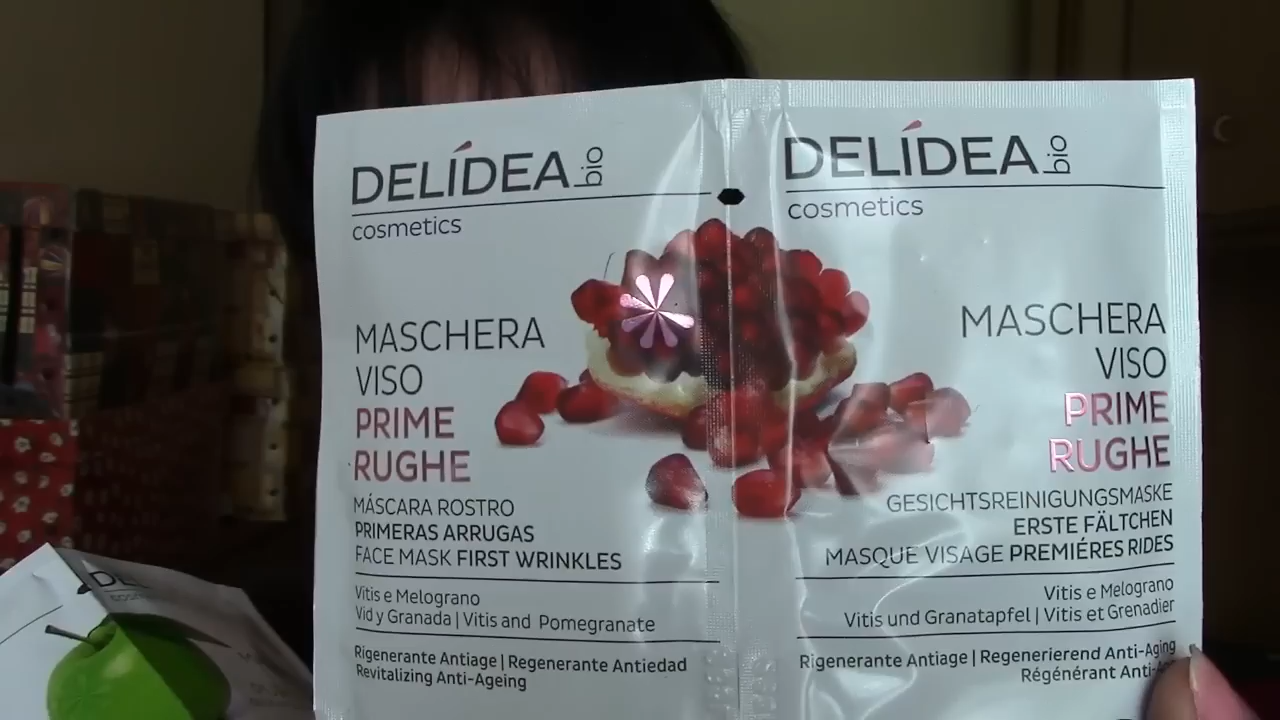 DELÍDEA bio
cosmetics
MASCHERA
VISO
PRIME
RUGHE
MÁSCARA ROSTRO
PRIMERAS ARRUGAS
FACE MASK FIRST WRINKLES
Vitis e Melograno
Vid y Granada | Vitis and Pomegranate
Rigenerante Antiage | Regenerante Antiedad
Revitalizing Anti-Ageing
DELÍDEA bio
cosmetics
MASCHERA
VISO
PRIME
RUGHE
GESICHTSREINIGUNGSMASKE
ERSTE FÄLTCHEN
MASQUE VISAGE PREMIÉRES RIDES
Vitis e Melograno
Vitis und Granatapfel | Vitis et Grenadier
Rigenerante Antiage | Regenerierend Anti-Aging
Régénérant